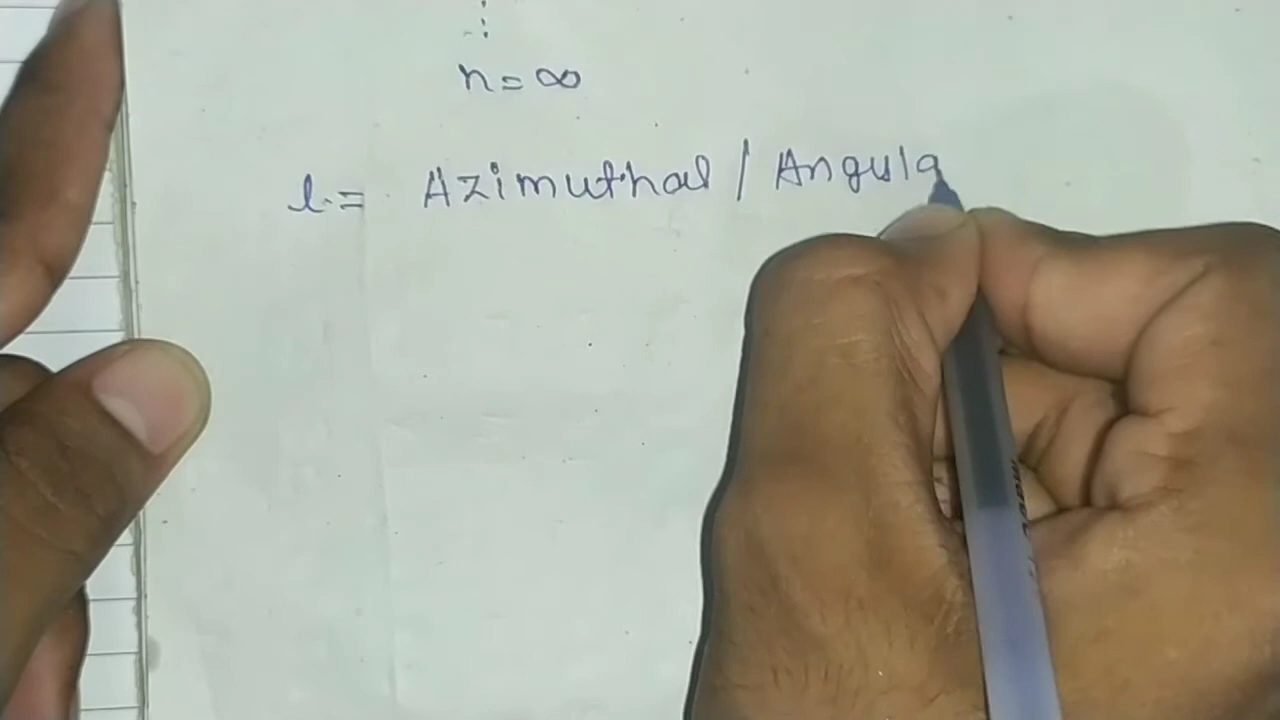 n = ∞
l = Azimuthal / Angula